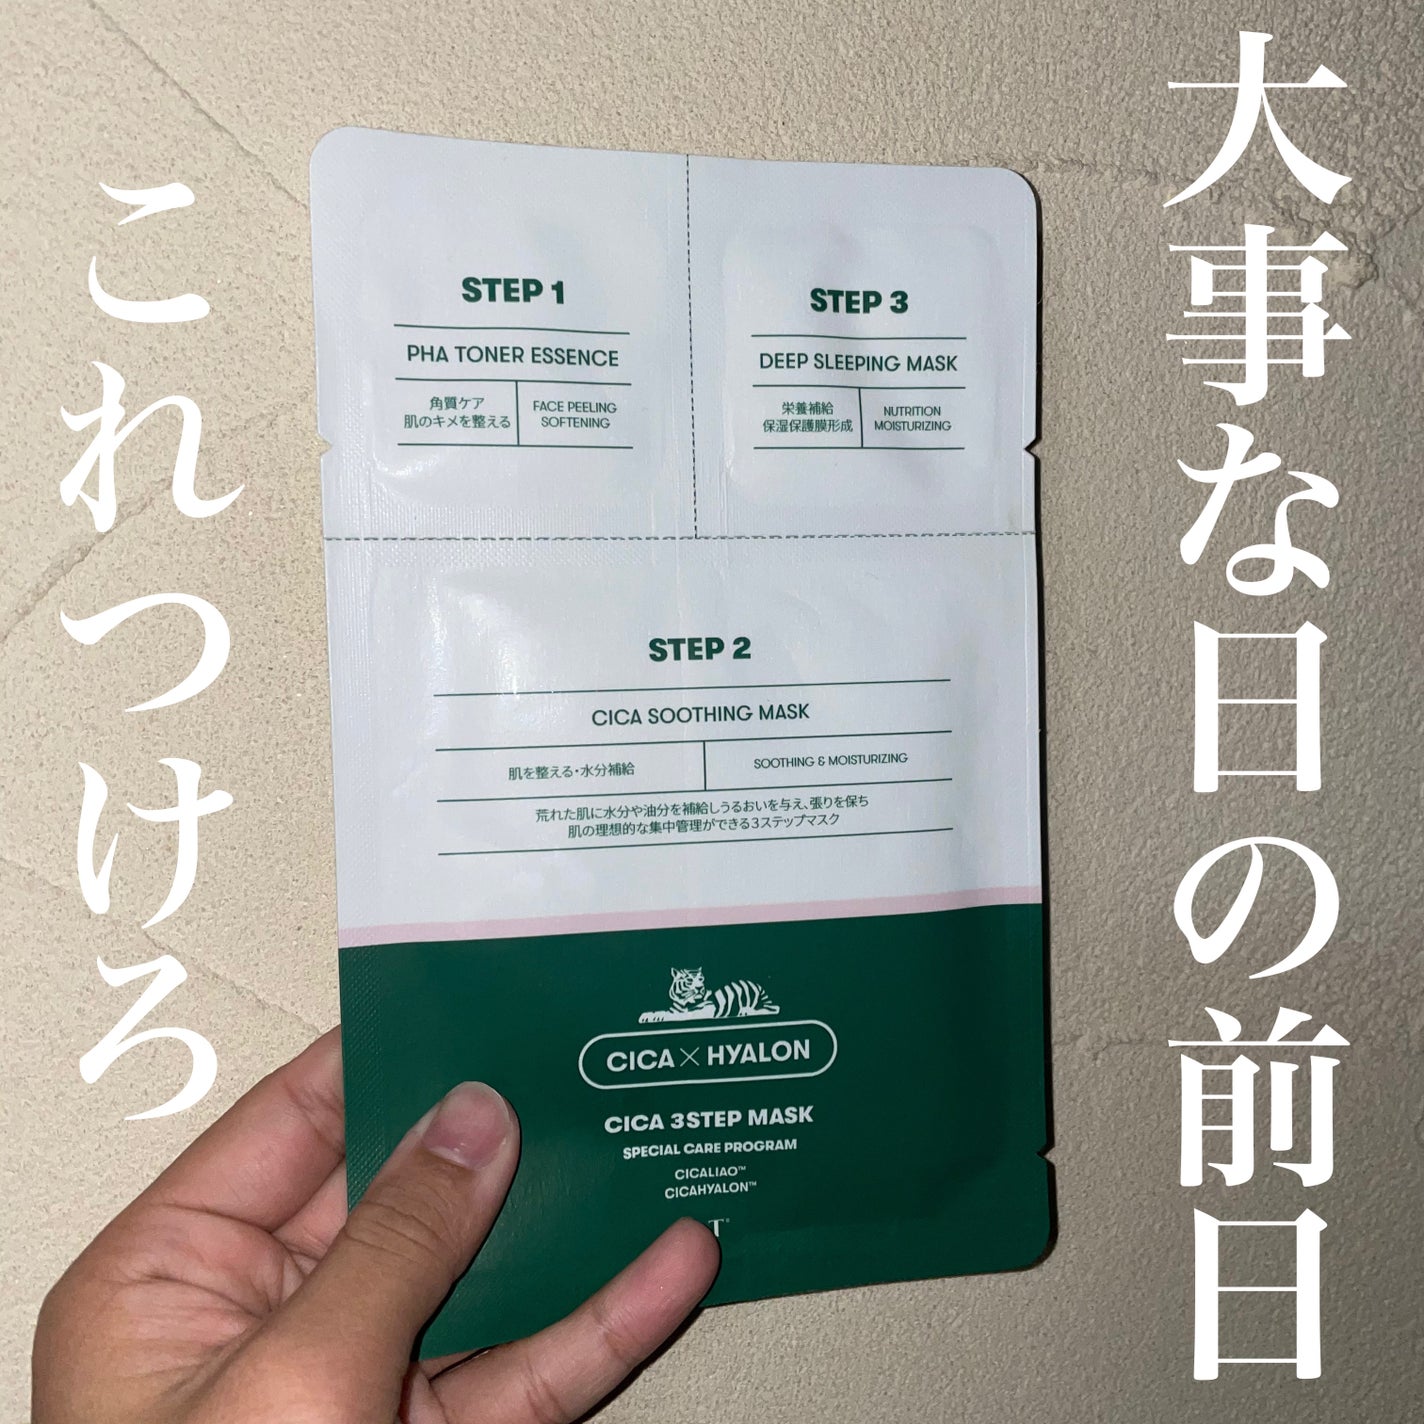 大事な日の前日
これつけろ
STEP 1
PHA TONER ESSENCE
角質ケア
肌のキメを整える
FACE PEELING
SOFTENING
STEP 3
DEEP SLEEPING MASK
栄養補給
保湿保護膜形成
NUTRITION
MOISTURIZING
STEP 2
CICA SOOTHING MASK
肌を整える・水分補給
SOOTHING & MOISTURIZING
荒れた肌に水分や油分を補給しうるおいを与え、張りを保ち
肌の理想的な集中管理ができる3ステップマスク
CICA×HYALON
CICA 3STEP MASK
SPECIAL CARE PROGRAM
CICALIAO™
CICAHYALON™
T®